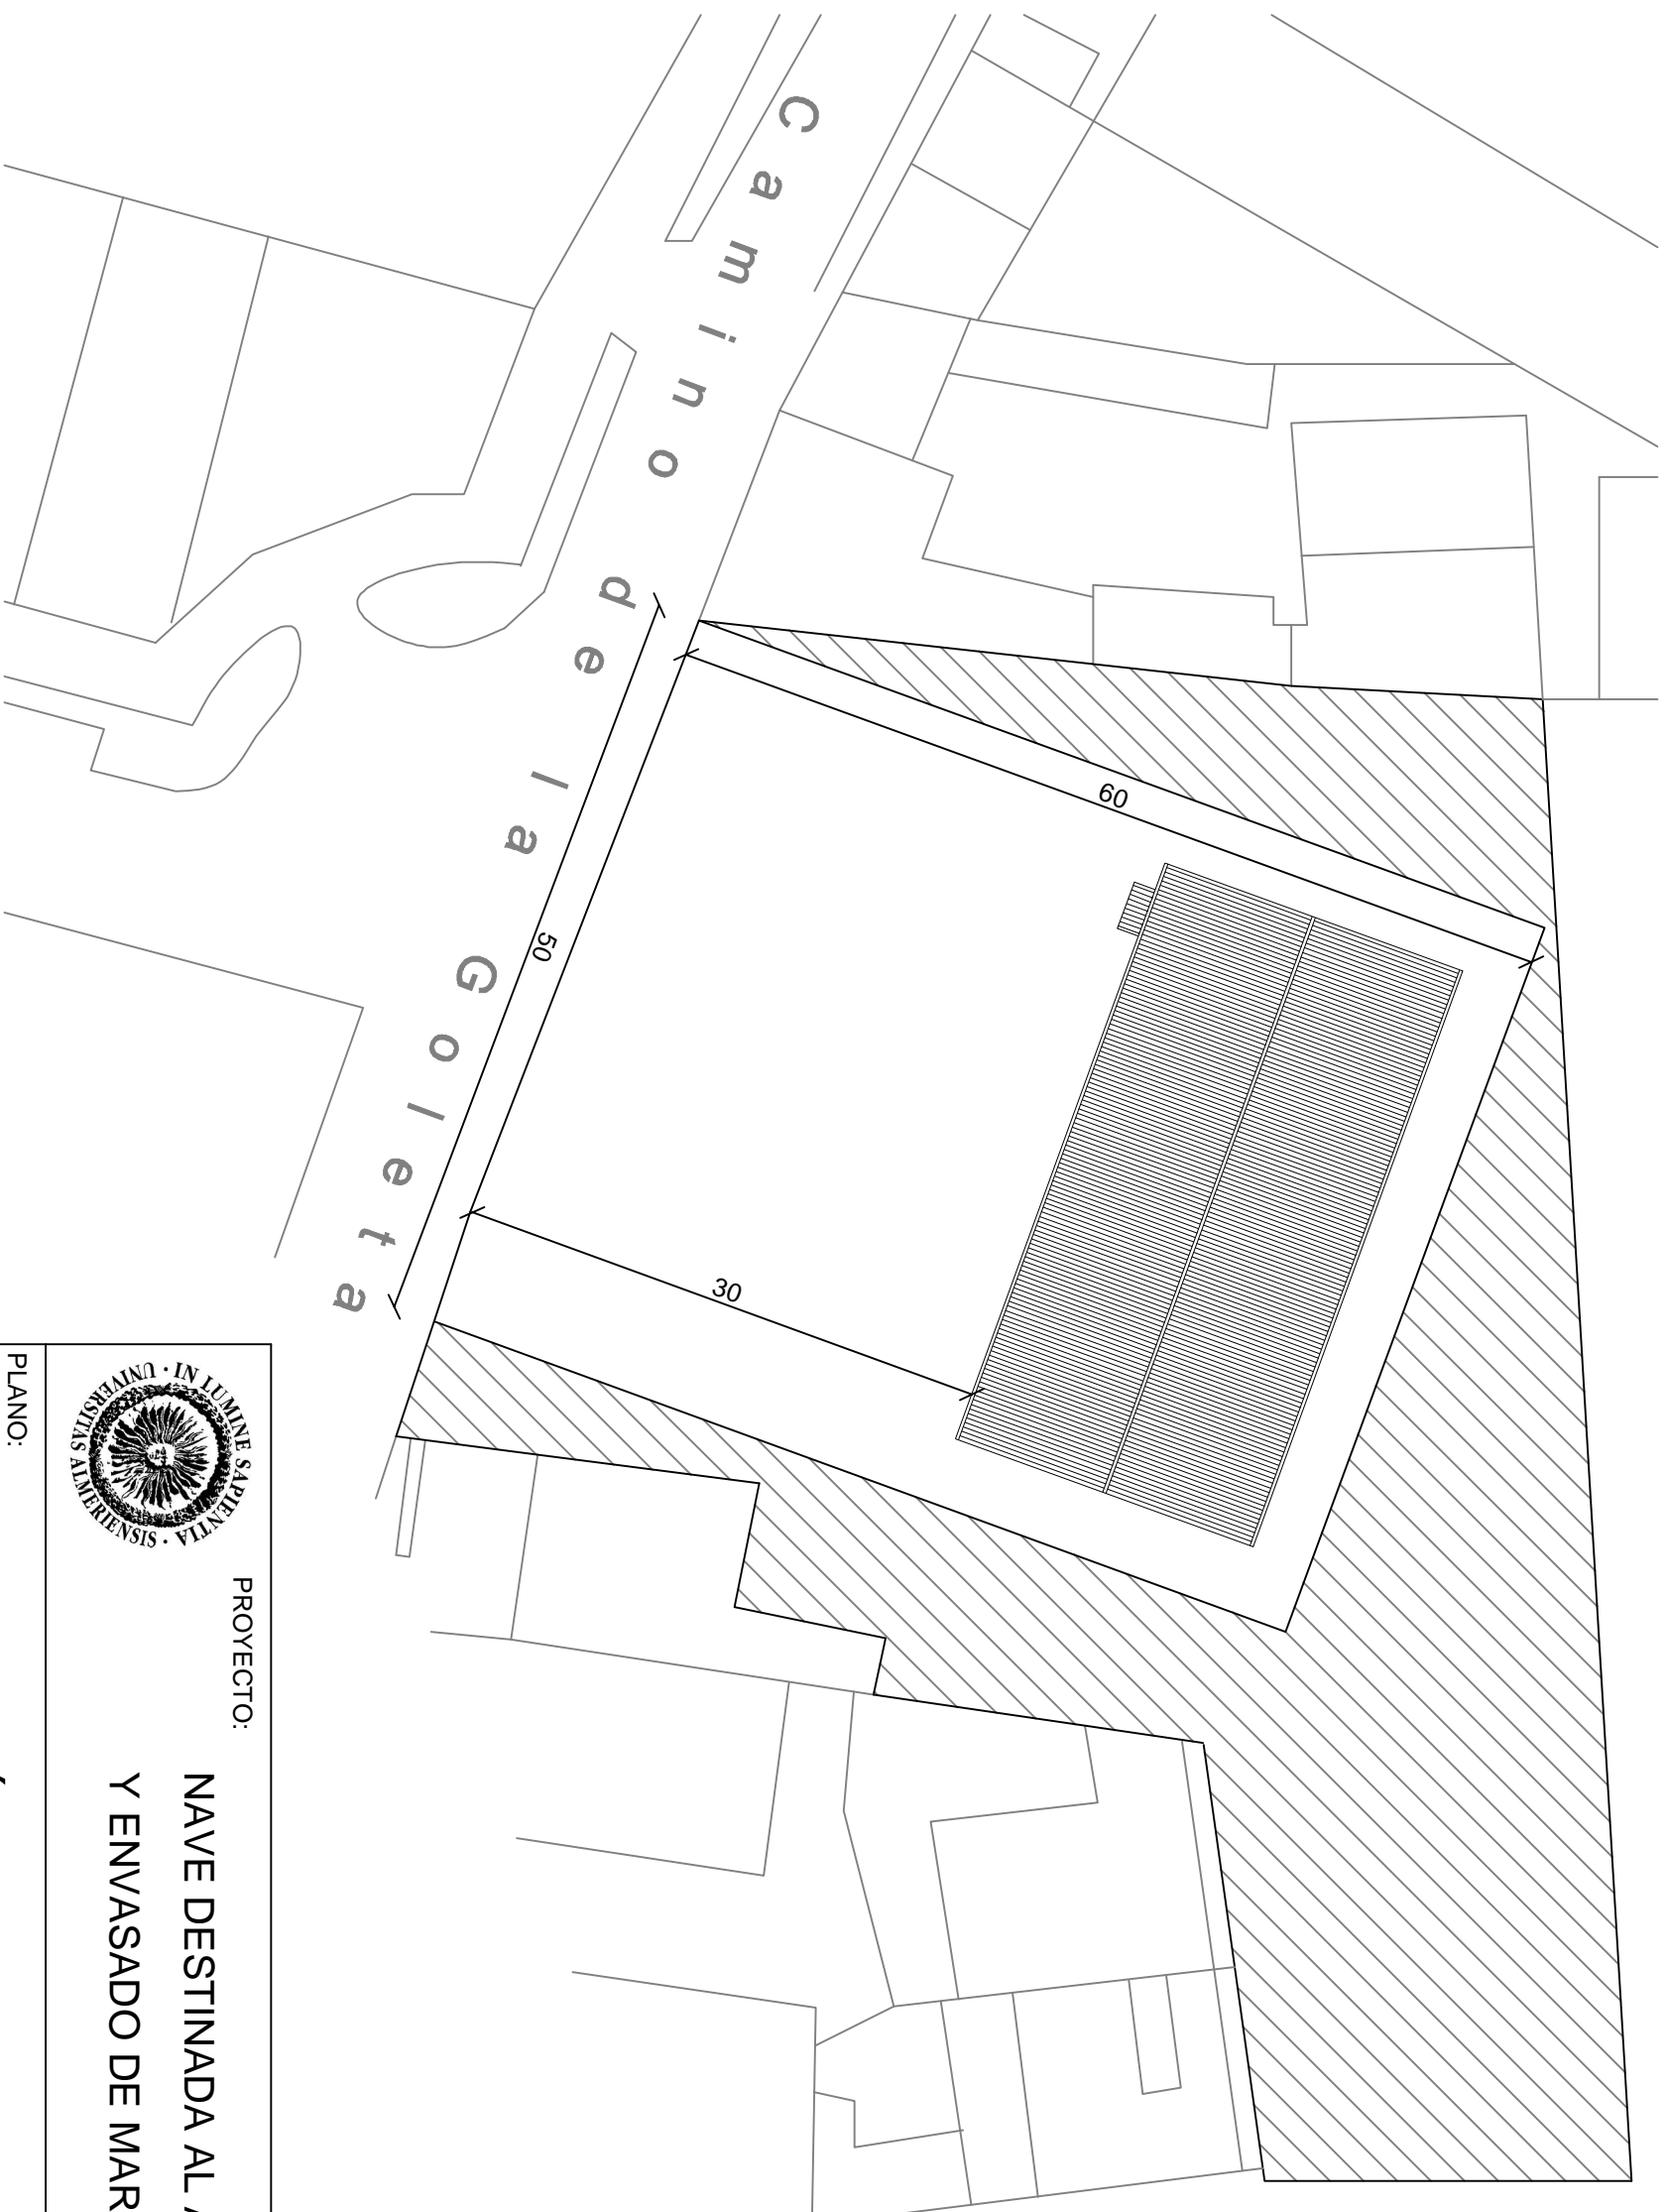 Camino de la Goleta
60
50
30
UNIVERSITAS ALMERIENSIS · IN LUMINE SAPIENTIA ·
PROYECTO:
NAVE DESTINADA AL
Y ENVASADO DE MAR
PLANO: